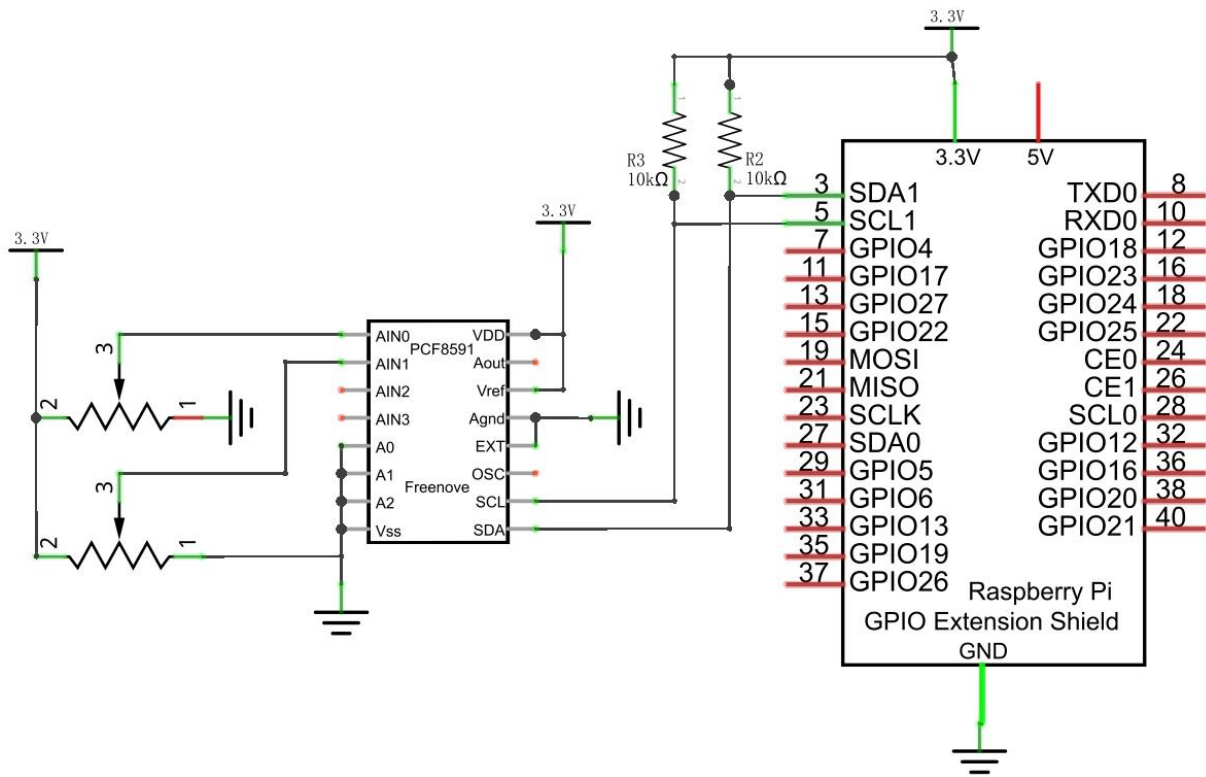 3.3V
3.3V 5V
1 1
R3 R2
10kΩ 10kΩ
2 2
3 SDA1 TXD0 8
5 SCL1 RXD0 10
7 GPIO4 GPIO18 12
11 GPIO17 GPIO23 16
13 GPIO27 GPIO24 18
15 GPIO22 GPIO25 22
19 MOSI CE0 24
21 MISO CE1 26
23 SCLK SCL0 28
27 SDA0 GPIO12 32
29 GPIO5 GPIO16 36
31 GPIO6 GPIO20 38
33 GPIO13 GPIO21 40
35 GPIO19
37 GPIO26
Raspberry Pi
GPIO Extension Shield
GND
3.3V
3.3V
AIN0 VDD
PCF8591
AIN1 Aout
AIN2 Vref
AIN3 Agnd
A0 EXT
A1 OSC
Freenove
A2 SCL
Vss SDA
3
2 1
3
2 1